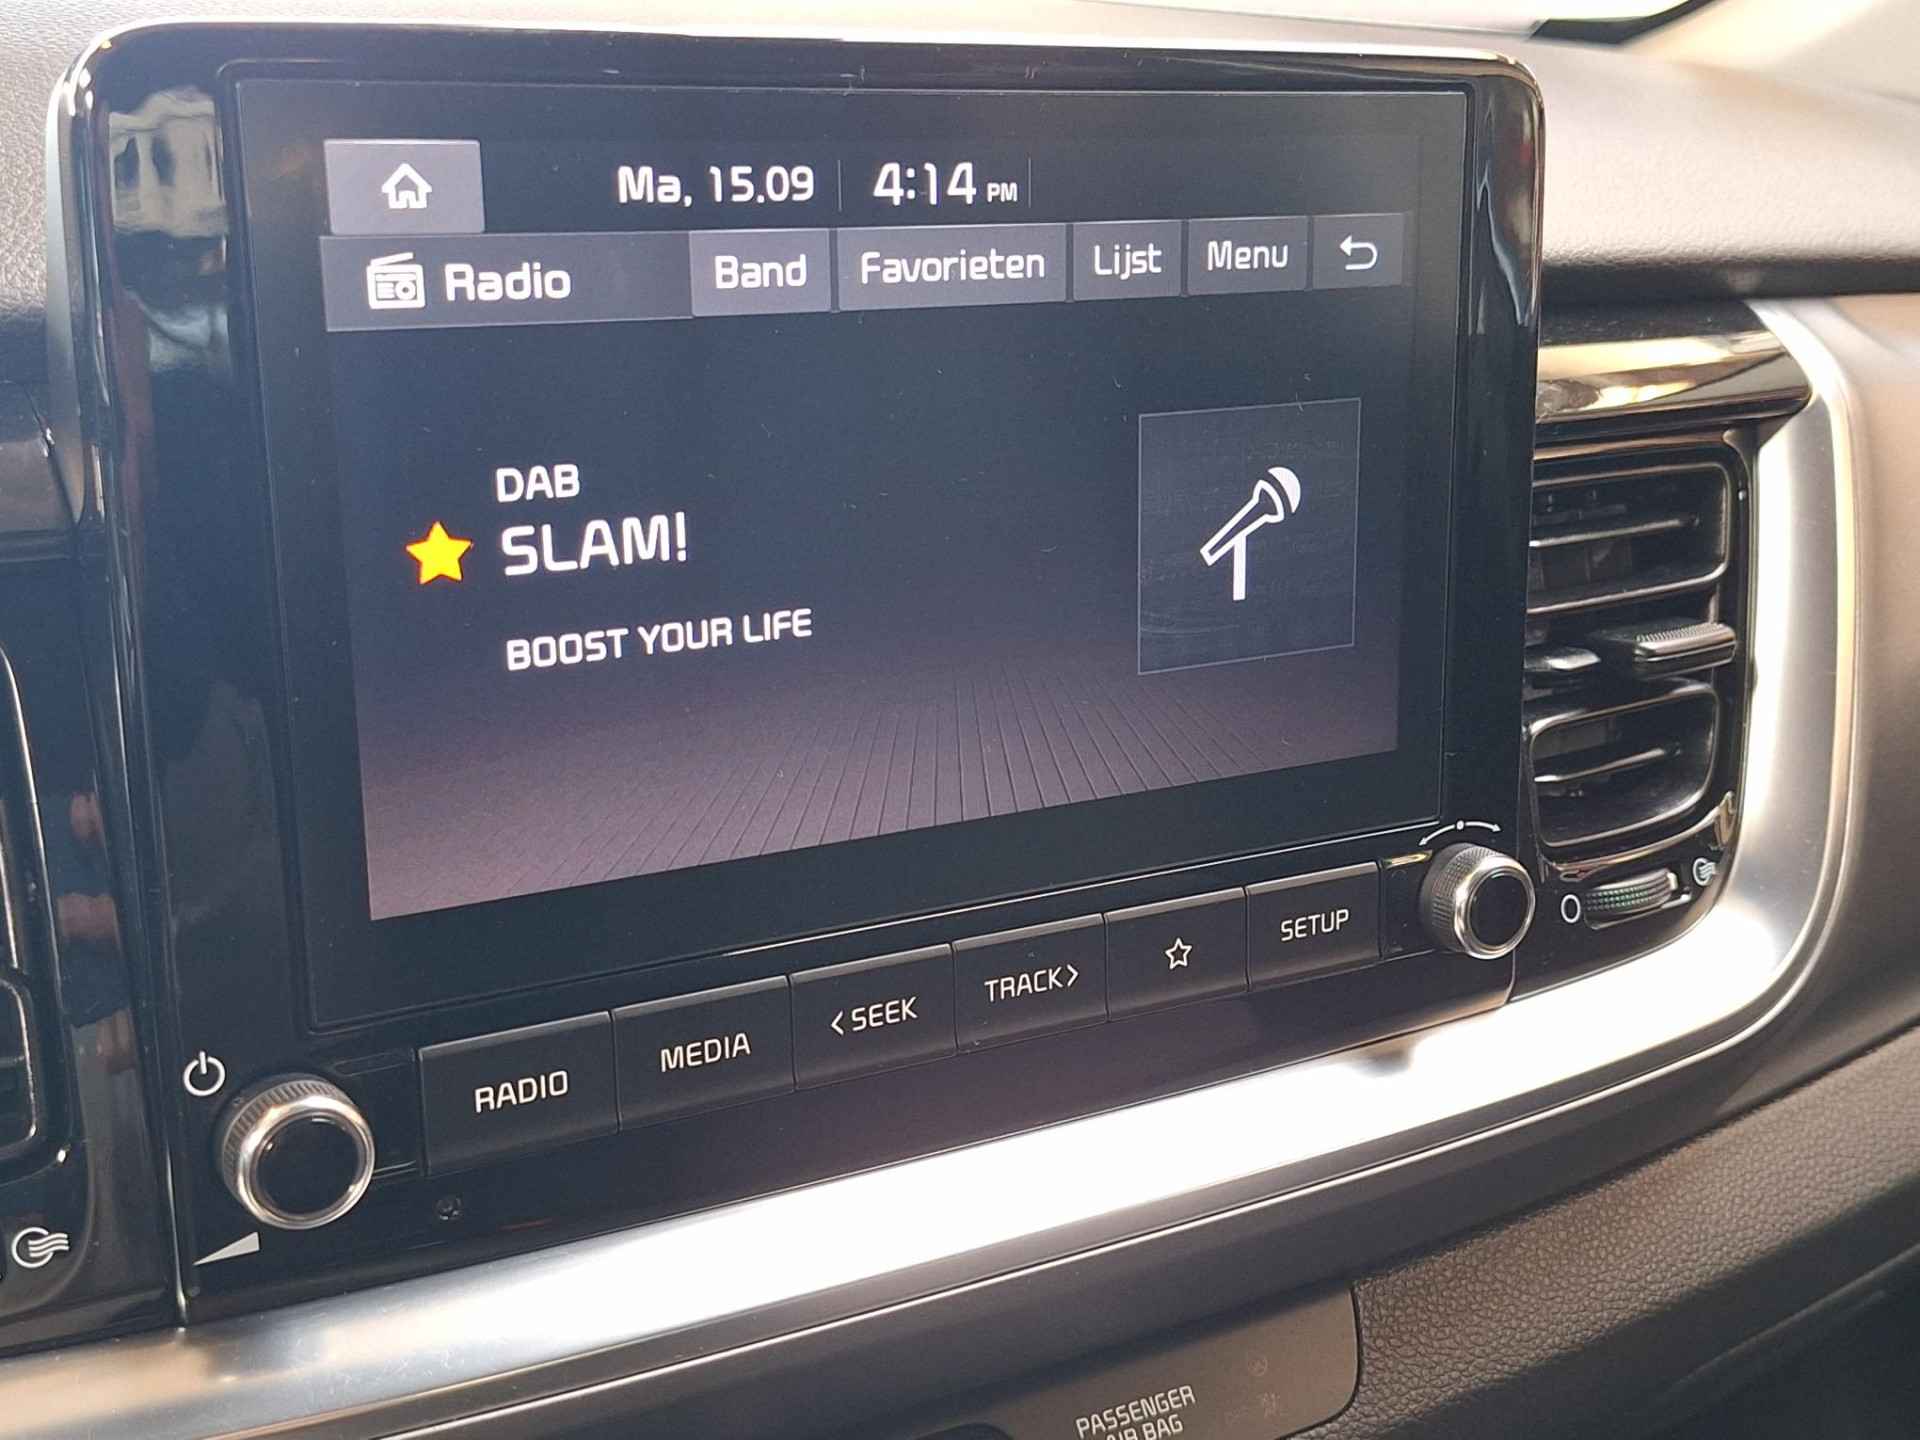 Ma, 15.09 4:14 PM
Radio Band Favorieten Lijst Menu
DAB
SLAM!
BOOST YOUR LIFE
RADIO MEDIA <SEEK TRACK> SETUP
PASSENGER
AIR BAG